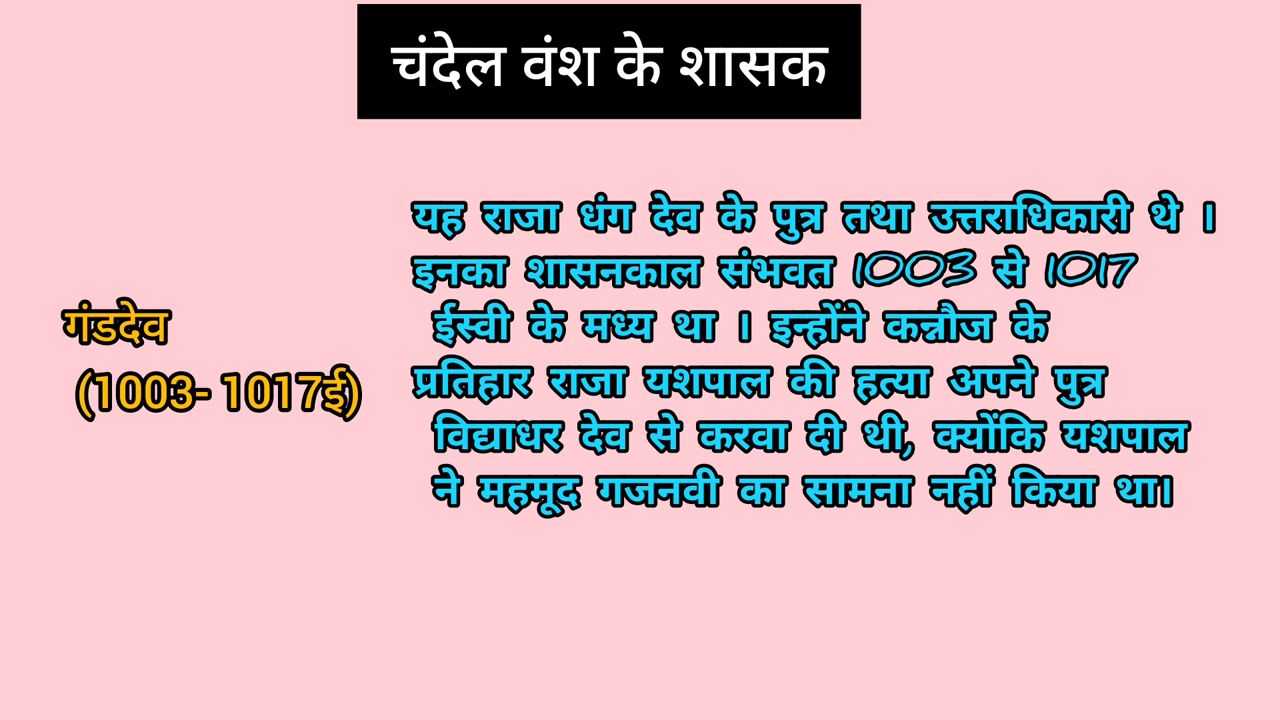 चंदेल वंश के शासक
गंडदेव
(1003- 1017ई)
यह राजा धंग देव के पुत्र तथा उत्तराधिकारी थे ।
इनका शासनकाल संभवत 1003 से 1017
ईस्वी के मध्य था । इन्होंने कन्नौज के
प्रतिहार राजा यशपाल की हत्या अपने पुत्र
विद्याधर देव से करवा दी थी, क्योंकि यशपाल
ने महमूद गजनवी का सामना नहीं किया था।